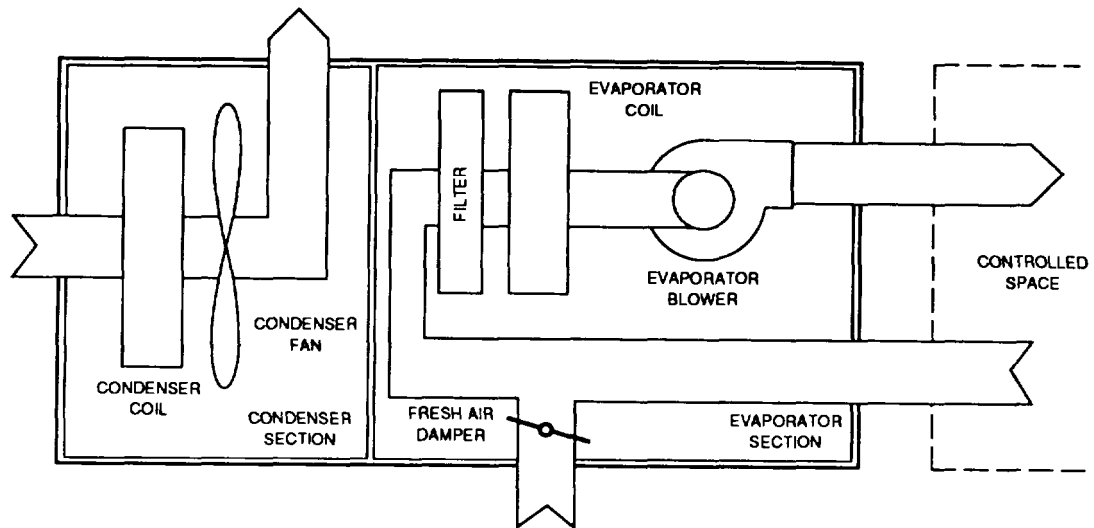 EVAPORATOR
COIL
FILTER
EVAPORATOR
BLOWER
CONTROLLED
SPACE
CONDENSER
FAN
CONDENSER
COIL
CONDENSER
SECTION
FRESH AIR
DAMPER
EVAPORATOR
SECTION